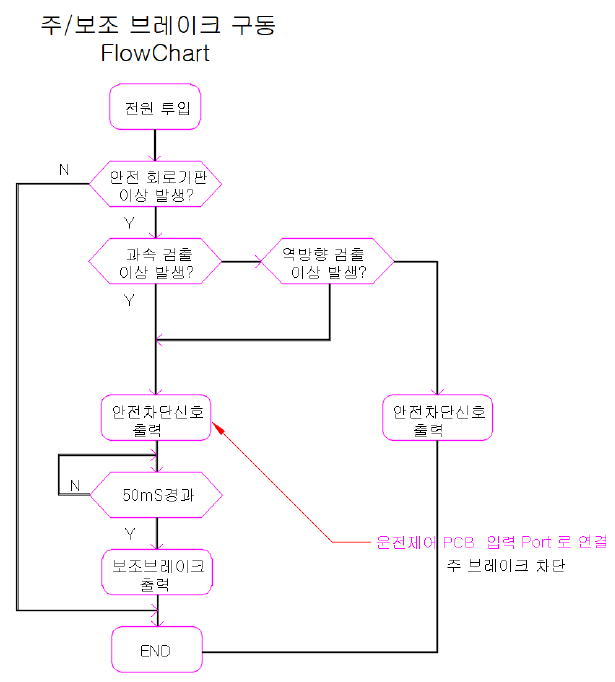 주/보조 브레이크 구동
FlowChart
전원 투입
N
안전 회로기판
이상 발생?
Y
과속 검출
이상 발생?
역방향 검출
이상 발생?
Y
안전차단신호
출력
안전차단신호
출력
N
50mS경과
Y
운전제어 PCB 입력 Port 로 연결
주 브레이크 차단
보조브레이크
출력
END